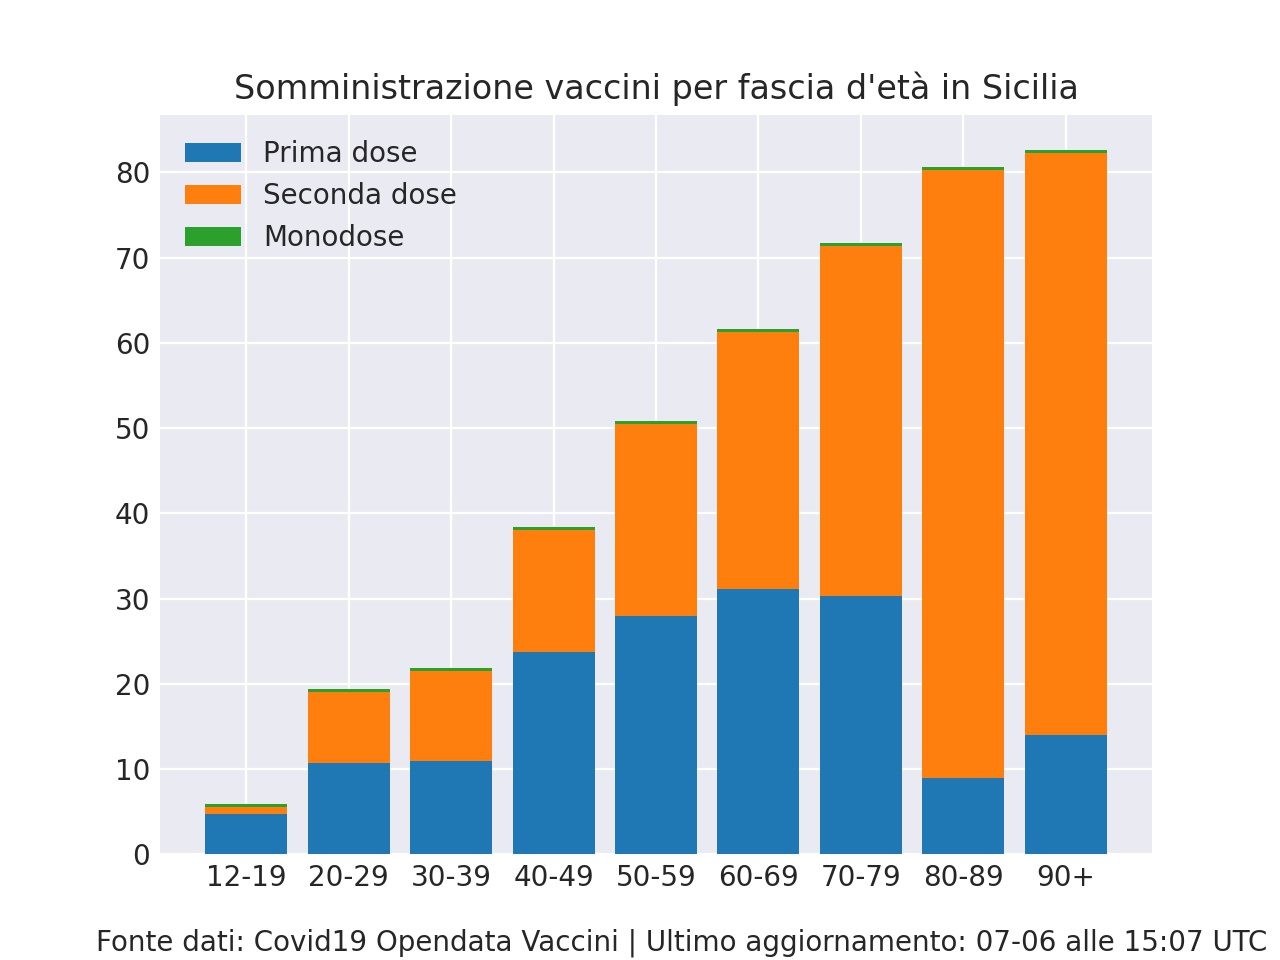 Somministrazione vaccini per fascia d'età in Sicilia
Prima dose
Seconda dose
Monodose
80
70
60
50
40
30
20
10
0
12-19 20-29 30-39 40-49 50-59 60-69 70-79 80-89 90+
Fonte dati: Covid19 Opendata Vaccini | Ultimo aggiornamento: 07-06 alle 15:07 UTC